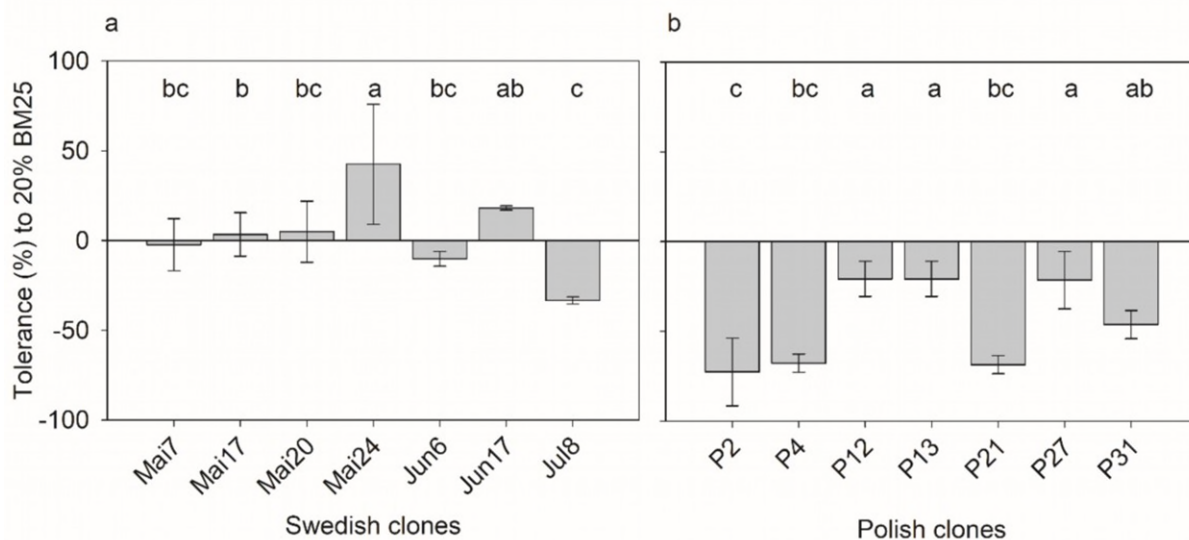 a
b
Tolerance (%) to 20% BM25
100
50
0
-50
-100
bc b bc a bc ab c
c bc a a bc a ab
Mai7 Mai17 Mai20 Mai24 Jun6 Jun17 Jul8
P2 P4 P12 P13 P21 P27 P31
Swedish clones
Polish clones